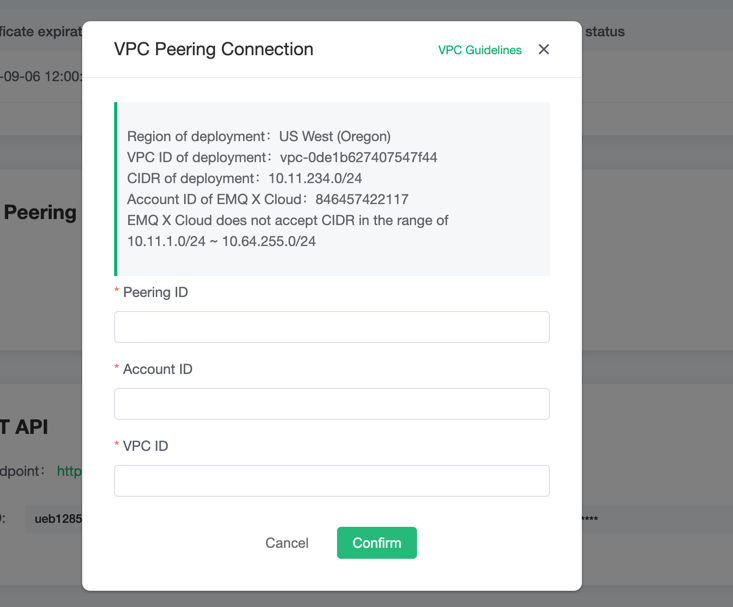 ficate expirat
status
VPC Peering Connection
VPC Guidelines
-09-06 12:00:
Region of deployment：US West (Oregon)
VPC ID of deployment：vpc-0de1b627407547f44
CIDR of deployment：10.11.234.0/24
Account ID of EMQ X Cloud：846457422117
EMQ X Cloud does not accept CIDR in the range of
10.11.1.0/24 ~ 10.64.255.0/24
Peering
* Peering ID
* Account ID
* VPC ID
T API
dpoint： http
: ueb1285
****
Cancel
Confirm